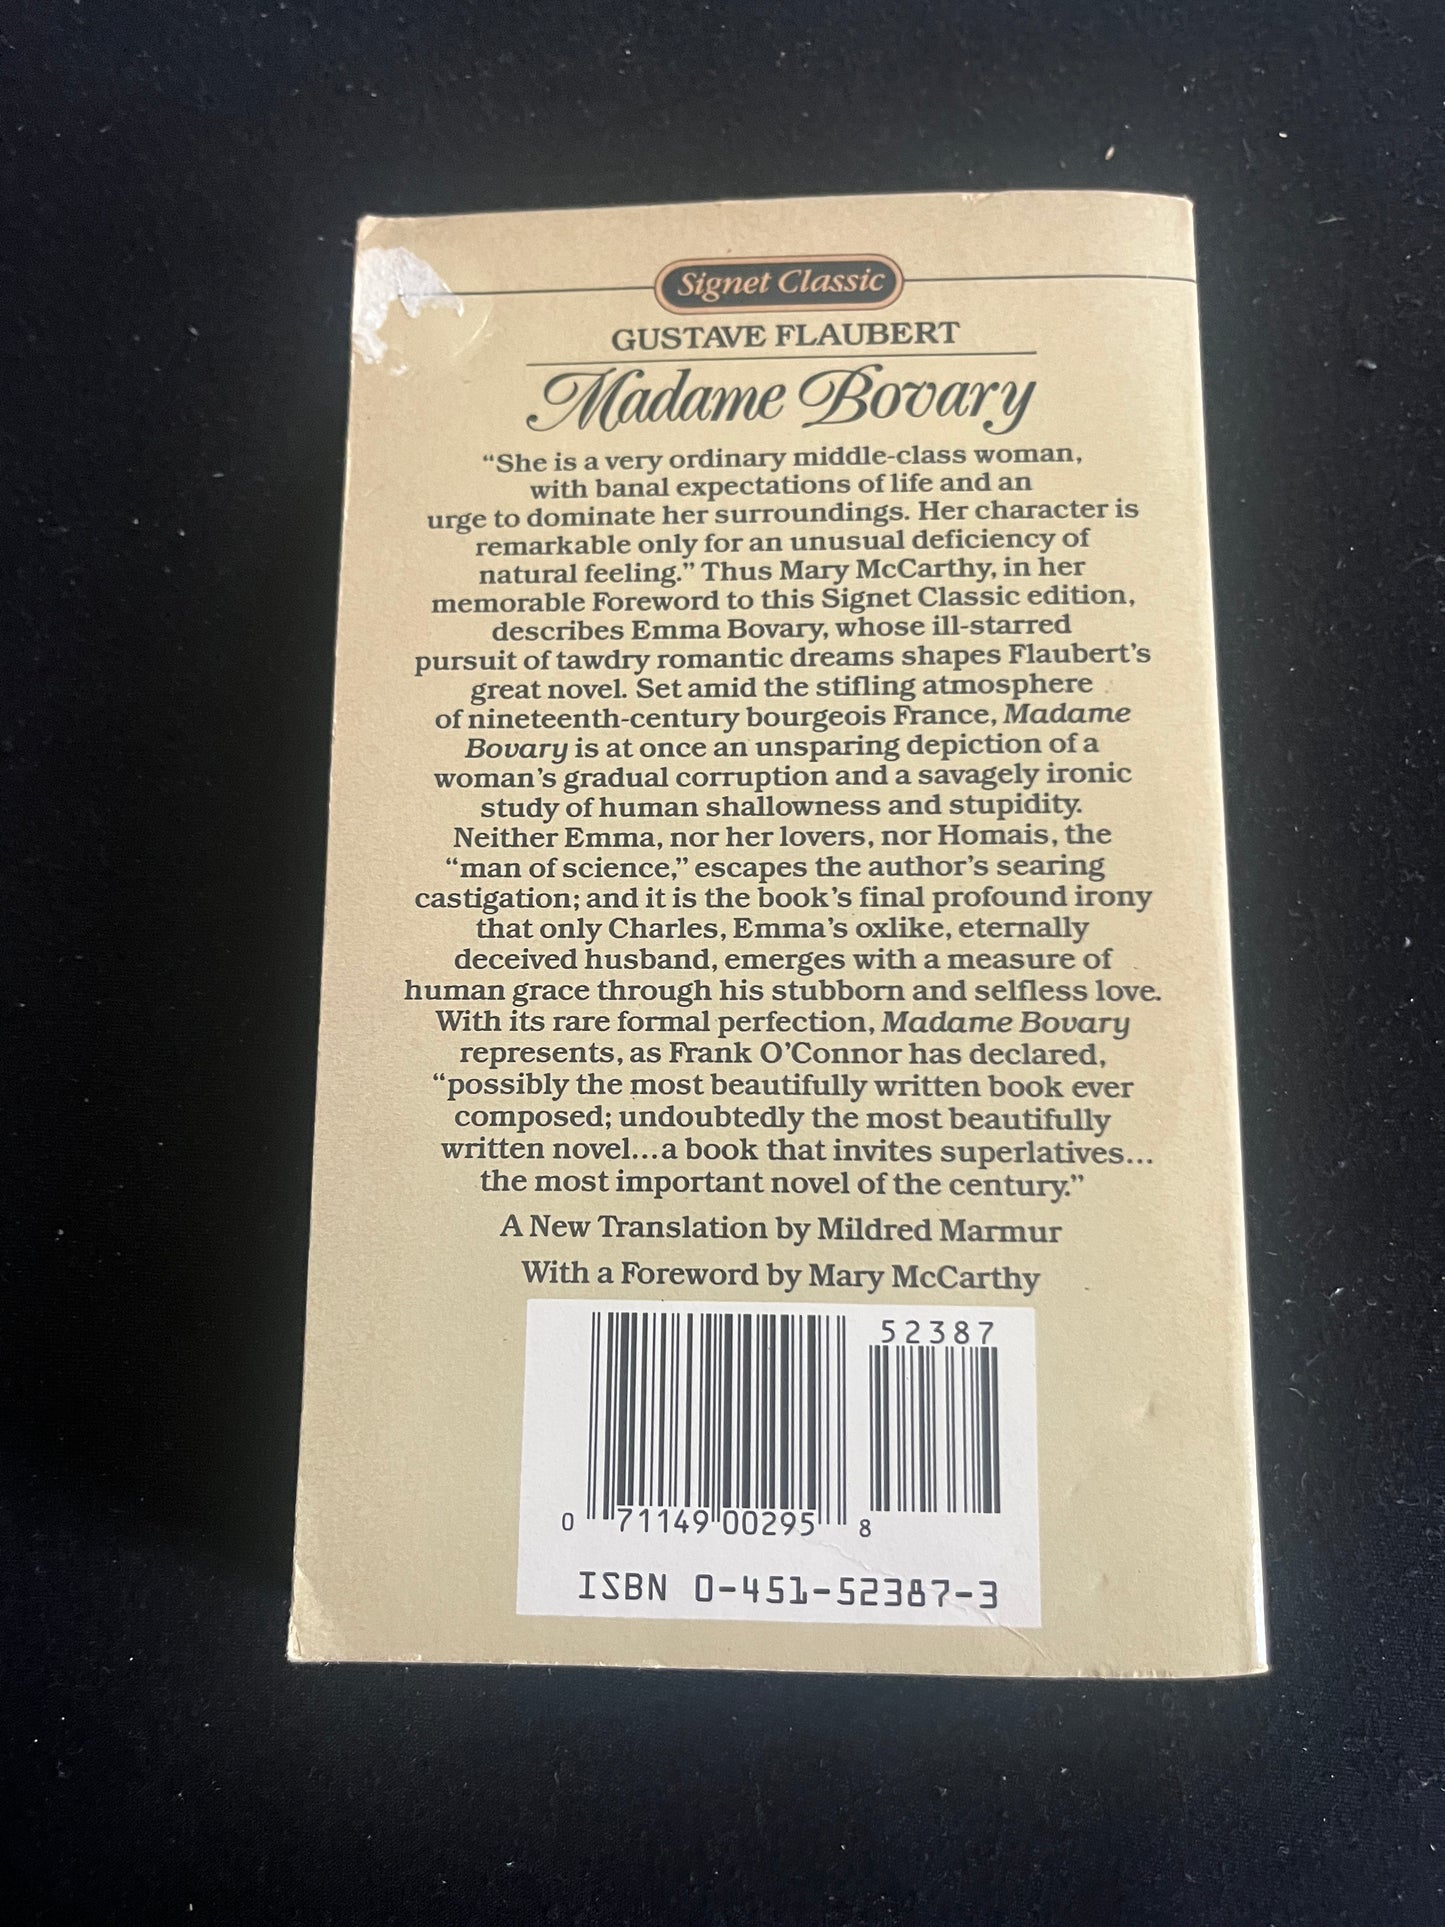 Signet Classic
GUSTAVE FLAUBERT
Madame Bovary
“She is a very ordinary middle-class woman,
with banal expectations of life and an
urge to dominate her surroundings. Her character is
remarkable only for an unusual deficiency of
natural feeling.” Thus Mary McCarthy, in her
memorable Foreword to this Signet Classic edition,
describes Emma Bovary, whose ill-starred
pursuit of tawdry romantic dreams shapes Flaubert’s
great novel. Set amid the stifling atmosphere
of nineteenth-century bourgeois France, Madame
Bovary is at once an unsparing depiction of a
woman’s gradual corruption and a savagely ironic
study of human shallowness and stupidity.
Neither Emma, nor her lovers, nor Homais, the
“man of science,” escapes the author’s searing
castigation; and it is the book’s final profound irony
that only Charles, Emma’s oxlike, eternally
deceived husband, emerges with a measure of
human grace through his stubborn and selfless love.
With its rare formal perfection, Madame Bovary
represents, as Frank O’Connor has declared,
“possibly the most beautifully written book ever
composed; undoubtedly the most beautifully
written novel...a book that invites superlatives...
the most important novel of the century.”
A New Translation by Mildred Marmur
With a Foreword by Mary McCarthy
52387
0 71149 00295 8
ISBN 0-451-52387-3